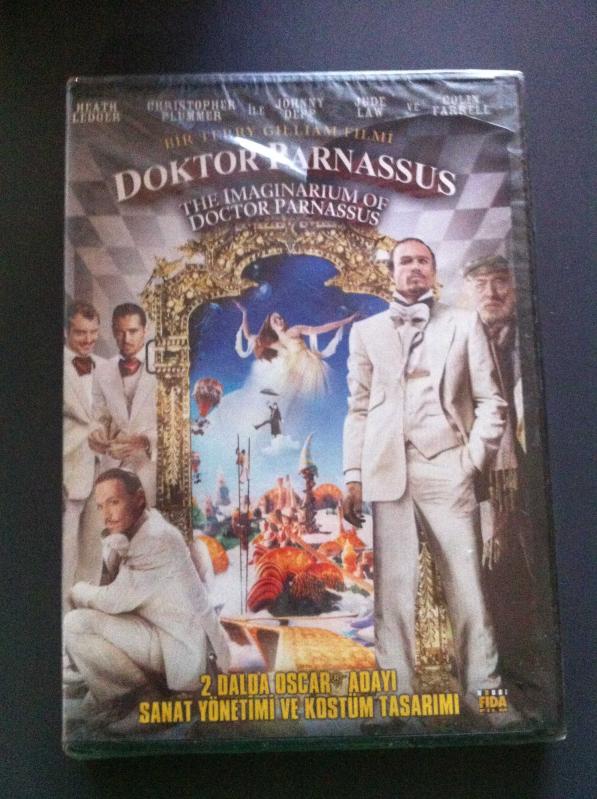 HEATH LEDGER CHRISTOPHER PLUMMER İLE JOHNNY DEPP JUDE LAW VE COLIN FARRELL
BİR TERRY GILLIAM FİLMİ
DOKTOR PARNASSUS
THE IMAGINARIUM OF
DOCTOR PARNASSUS
2 DALDA OSCAR® ADAYI
SANAT YÖNETİMİ VE KOSTÜM TASARIMI
FIDA